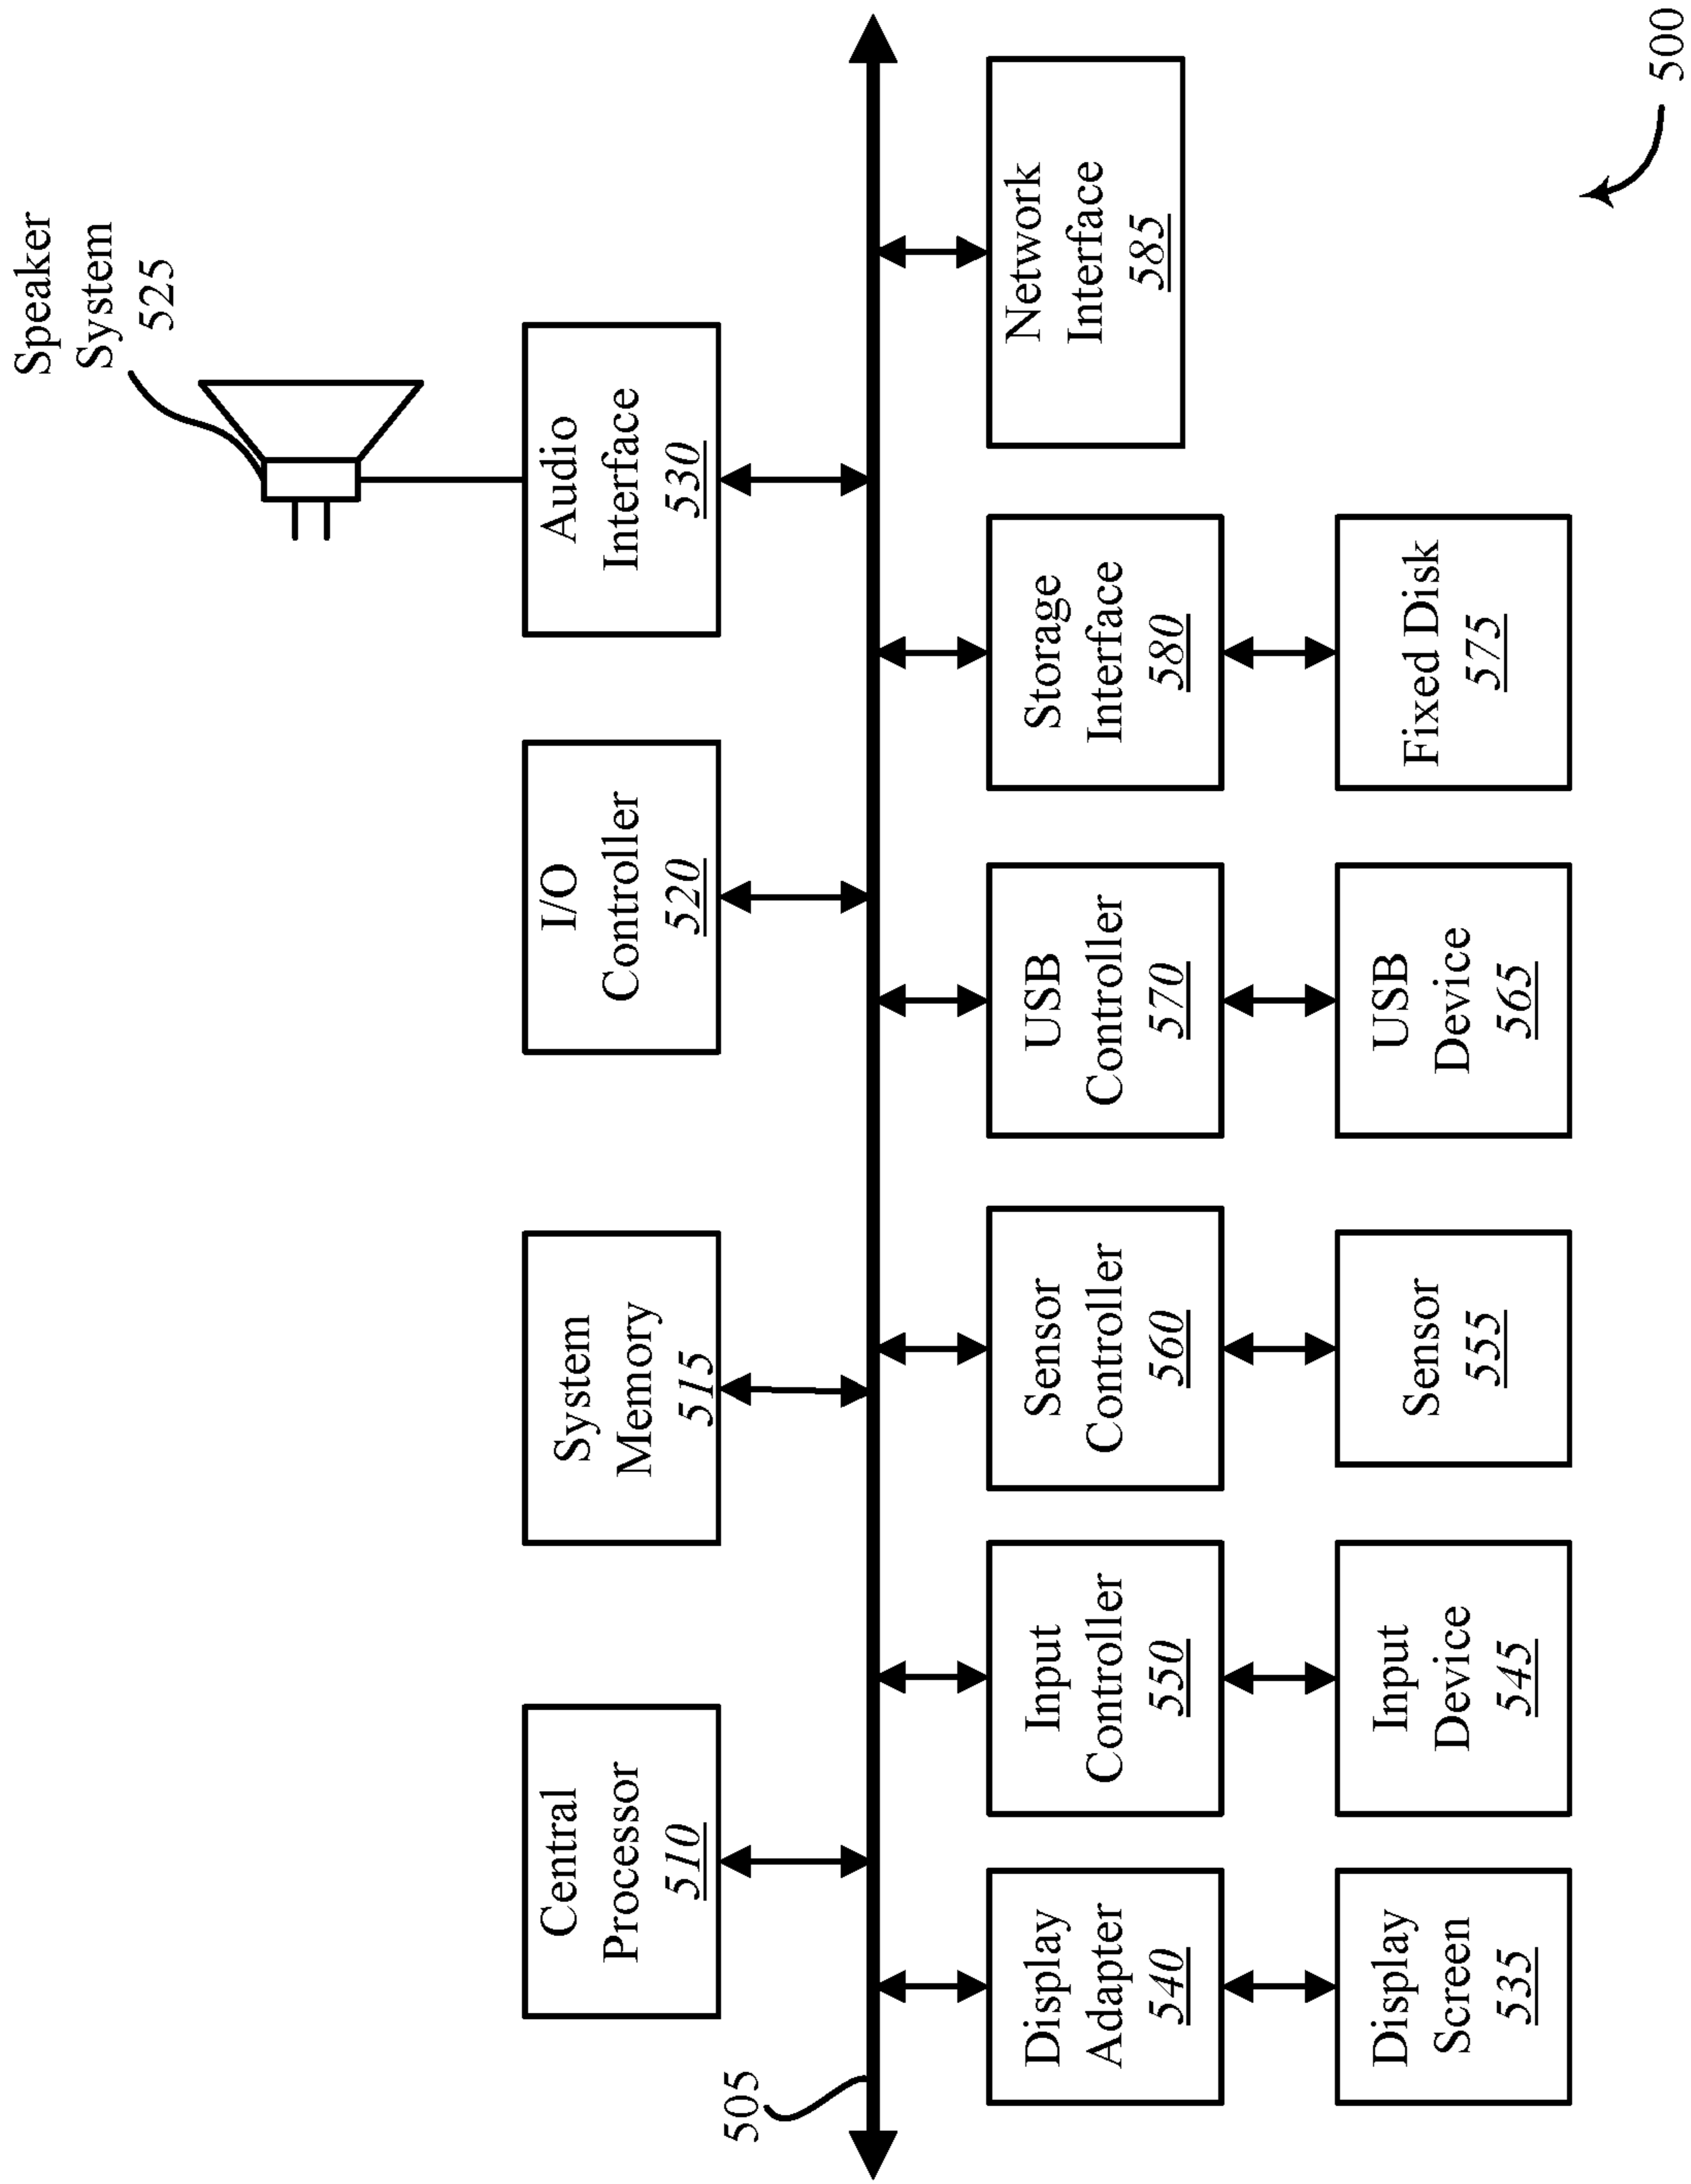 Speaker
System
525
Central
Processor
510
System
Memory
515
I/O
Controller
520
Audio
Interface
530
505
Display
Adapter
540
Input
Controller
550
Sensor
Controller
560
USB
Controller
570
Storage
Interface
580
Network
Interface
585
Display
Screen
535
Input
Device
545
Sensor
555
USB
Device
565
Fixed Disk
575
500